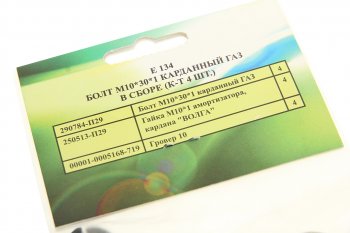 Е 134
БОЛТ М10*30*1 КАРДАННЫЙ ГАЗ
В СБОРЕ (К-Т 4 ШТ.)
290784-П29 Болт М10*30*1 карданный ГАЗ 4
250513-П29 Гайка М10*1 амортизатора, 4
кардана "ВОЛГА"
00001-0005168-719 Гровер 10 4